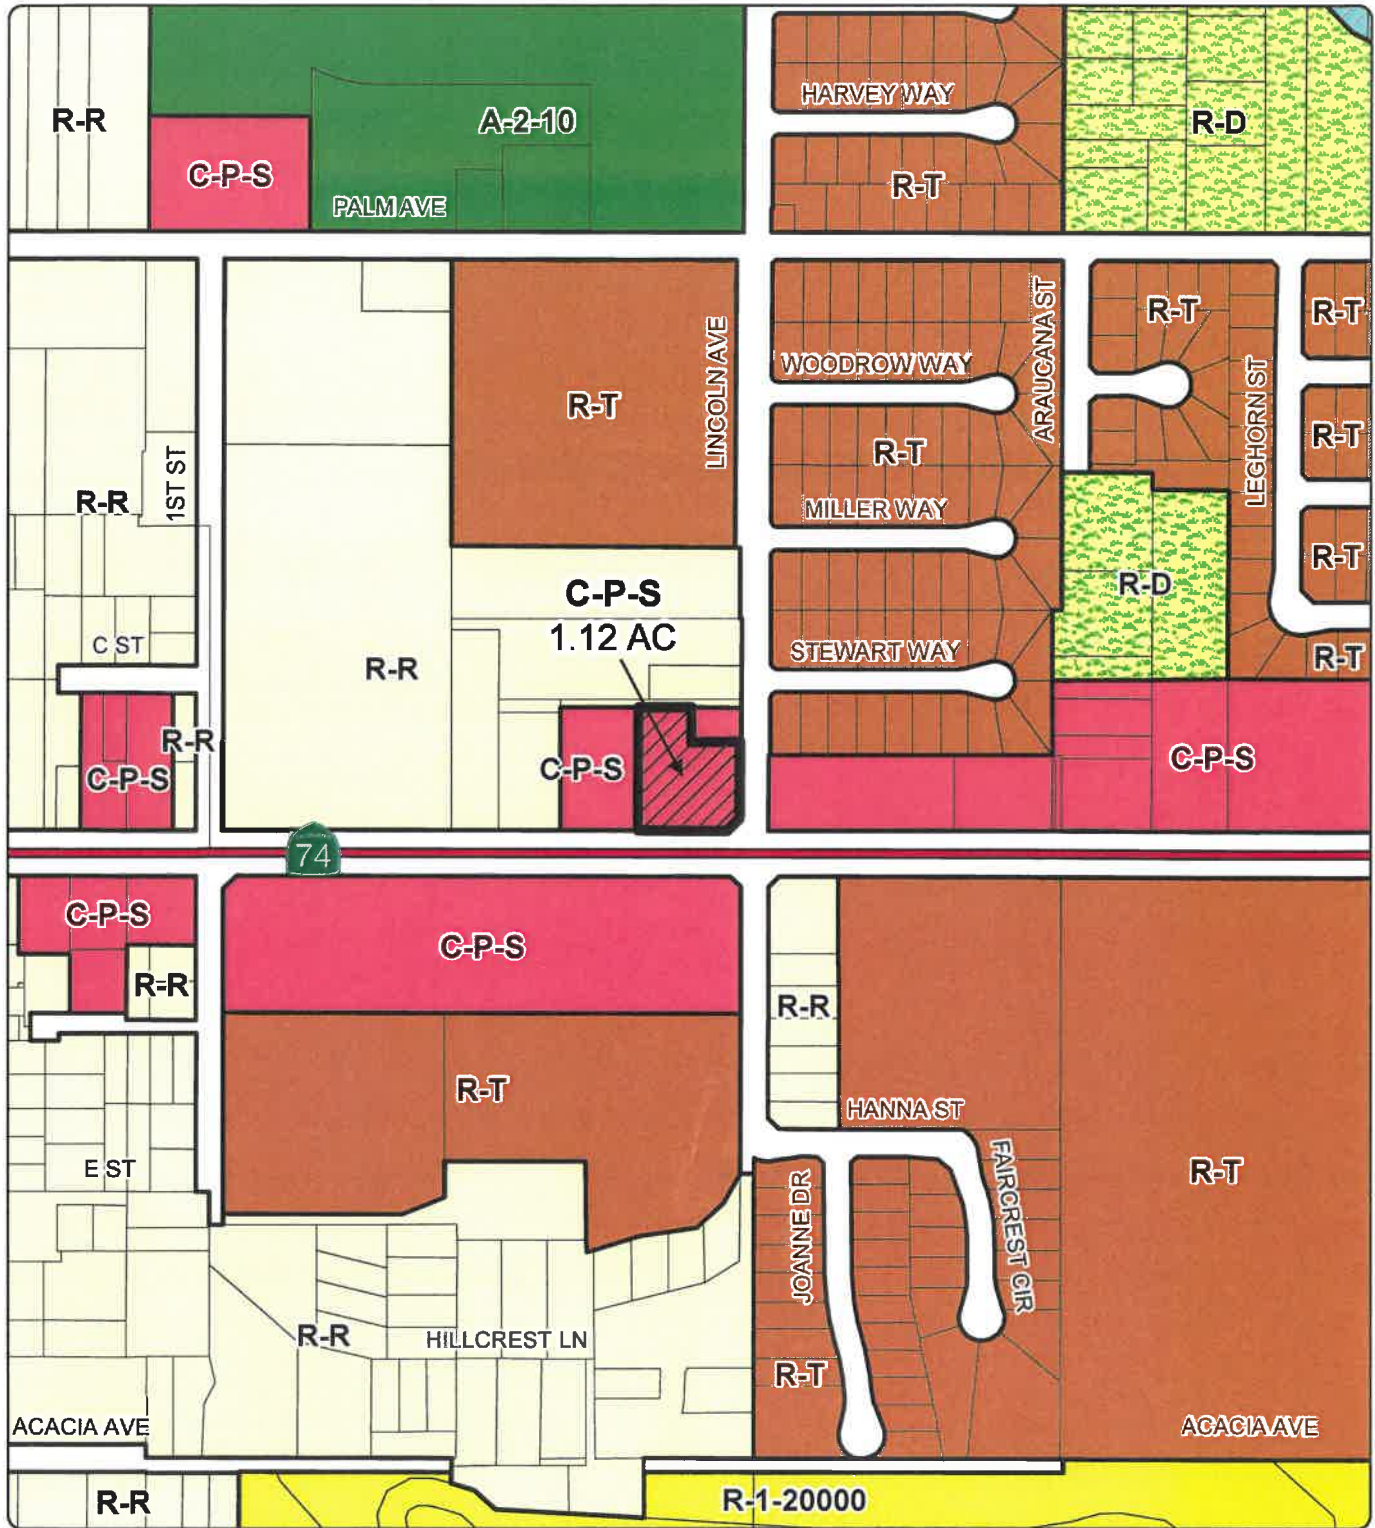 HARVEY WAY
R-R
A-2-10
R-D
C-P-S
R-T
PALM AVE
R-T
R-T
R-T
LINCOLN AVE
ARAUCANA ST
WOODROW WAY
LEGHORN ST
R-T
R-T
R-T
1ST ST
R-R
MILLER WAY
R-T
C-P-S
R-D
1.12 AC
C ST
STEWART WAY
R-T
R-R
R-R
C-P-S
C-P-S
C-P-S
74
C-P-S
C-P-S
R-R
R-R
R-T
HANNA ST
E ST
JOANNE DR
FAIRCREST CIR
R-T
R-R
HILLCREST LN
R-T
ACACIA AVE
ACACIA AVE
R-R
R-1-20000